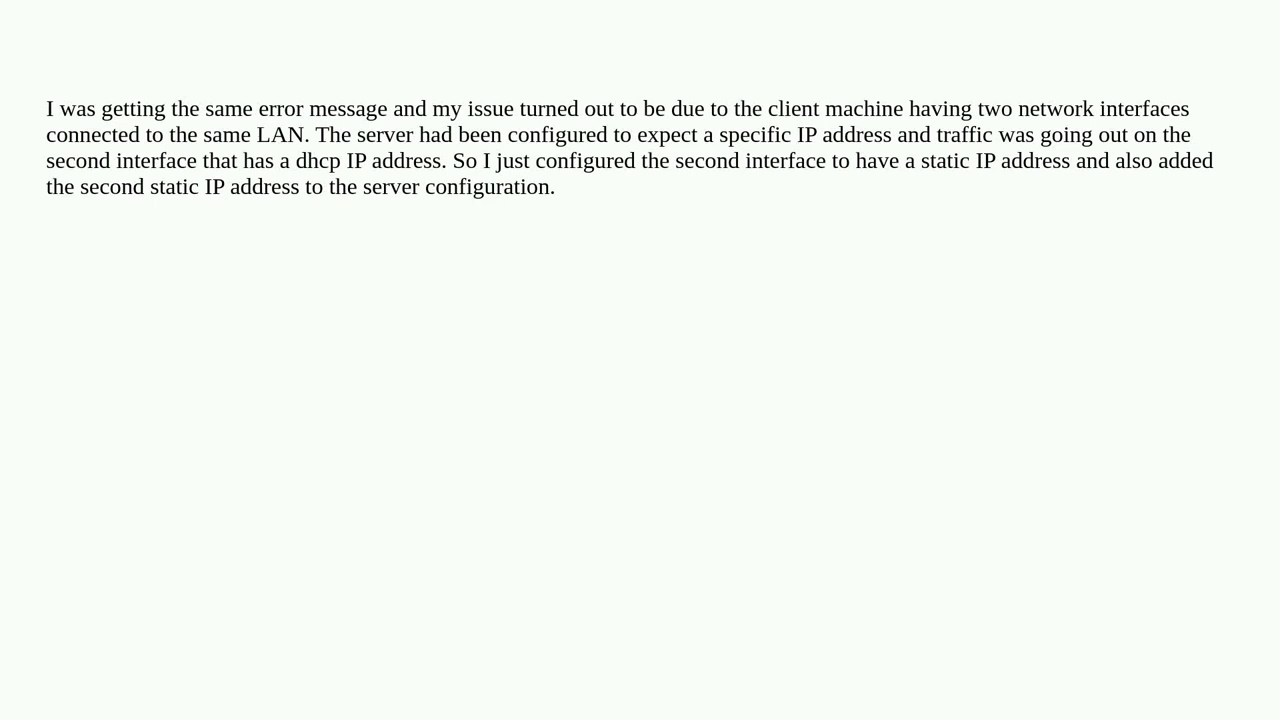 I was getting the same error message and my issue turned out to be due to the client machine having two network interfaces
connected to the same LAN. The server had been configured to expect a specific IP address and traffic was going out on the
second interface that has a dhcp IP address. So I just configured the second interface to have a static IP address and also added
the second static IP address to the server configuration.